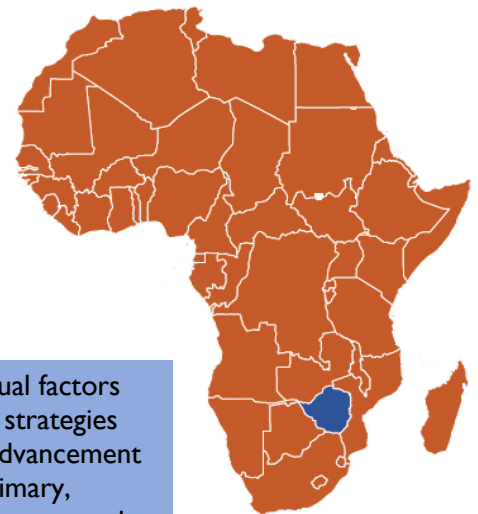 ual factors
strategies
dvancement
imary,